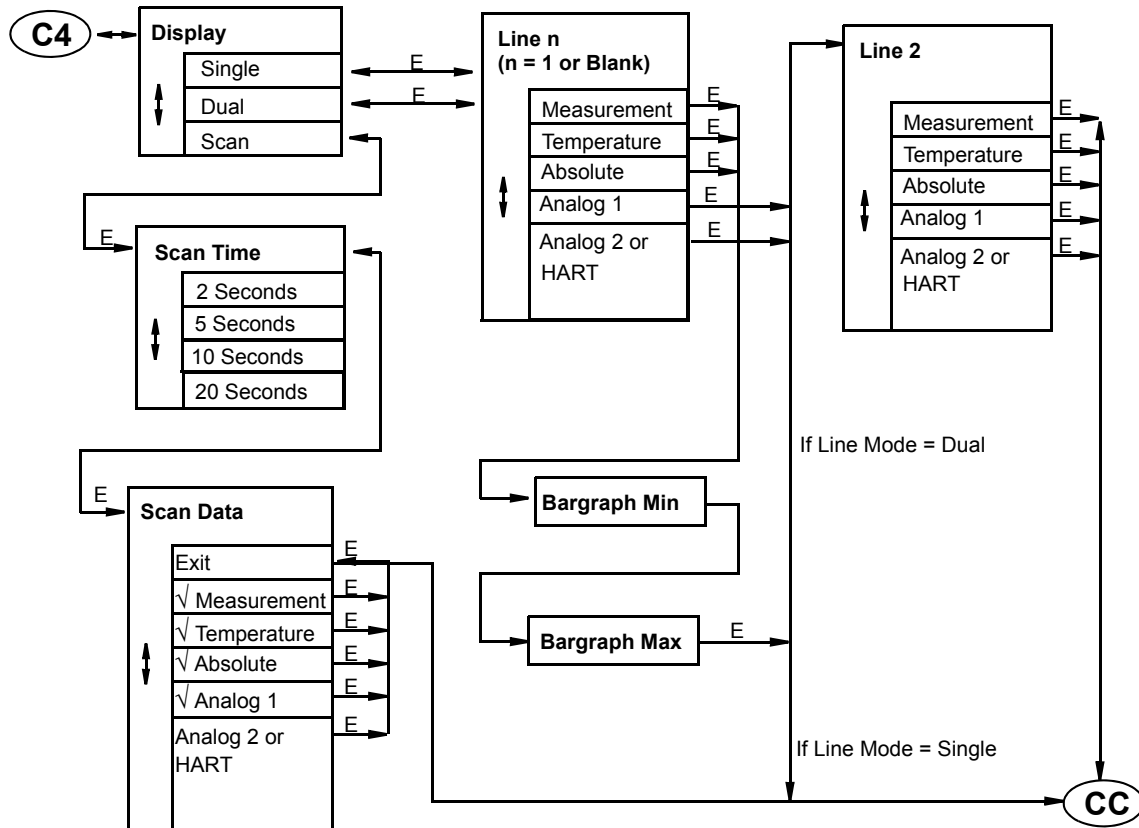 C4
Display
Single
Dual
Scan
E
E
Line n
(n = 1 or Blank)
Measurement
Temperature
Absolute
Analog 1
Analog 2 or
HART
E
E
E
E
E
Line 2
Measurement
Temperature
Absolute
Analog 1
Analog 2 or
HART
E
E
E
E
E
E
Scan Time
2 Seconds
5 Seconds
10 Seconds
20 Seconds
If Line Mode = Dual
Bargraph Min
Bargraph Max
E
E
Scan Data
Exit
√ Measurement
√ Temperature
√ Absolute
√ Analog 1
Analog 2 or
HART
E
E
E
E
E
E
If Line Mode = Single
CC